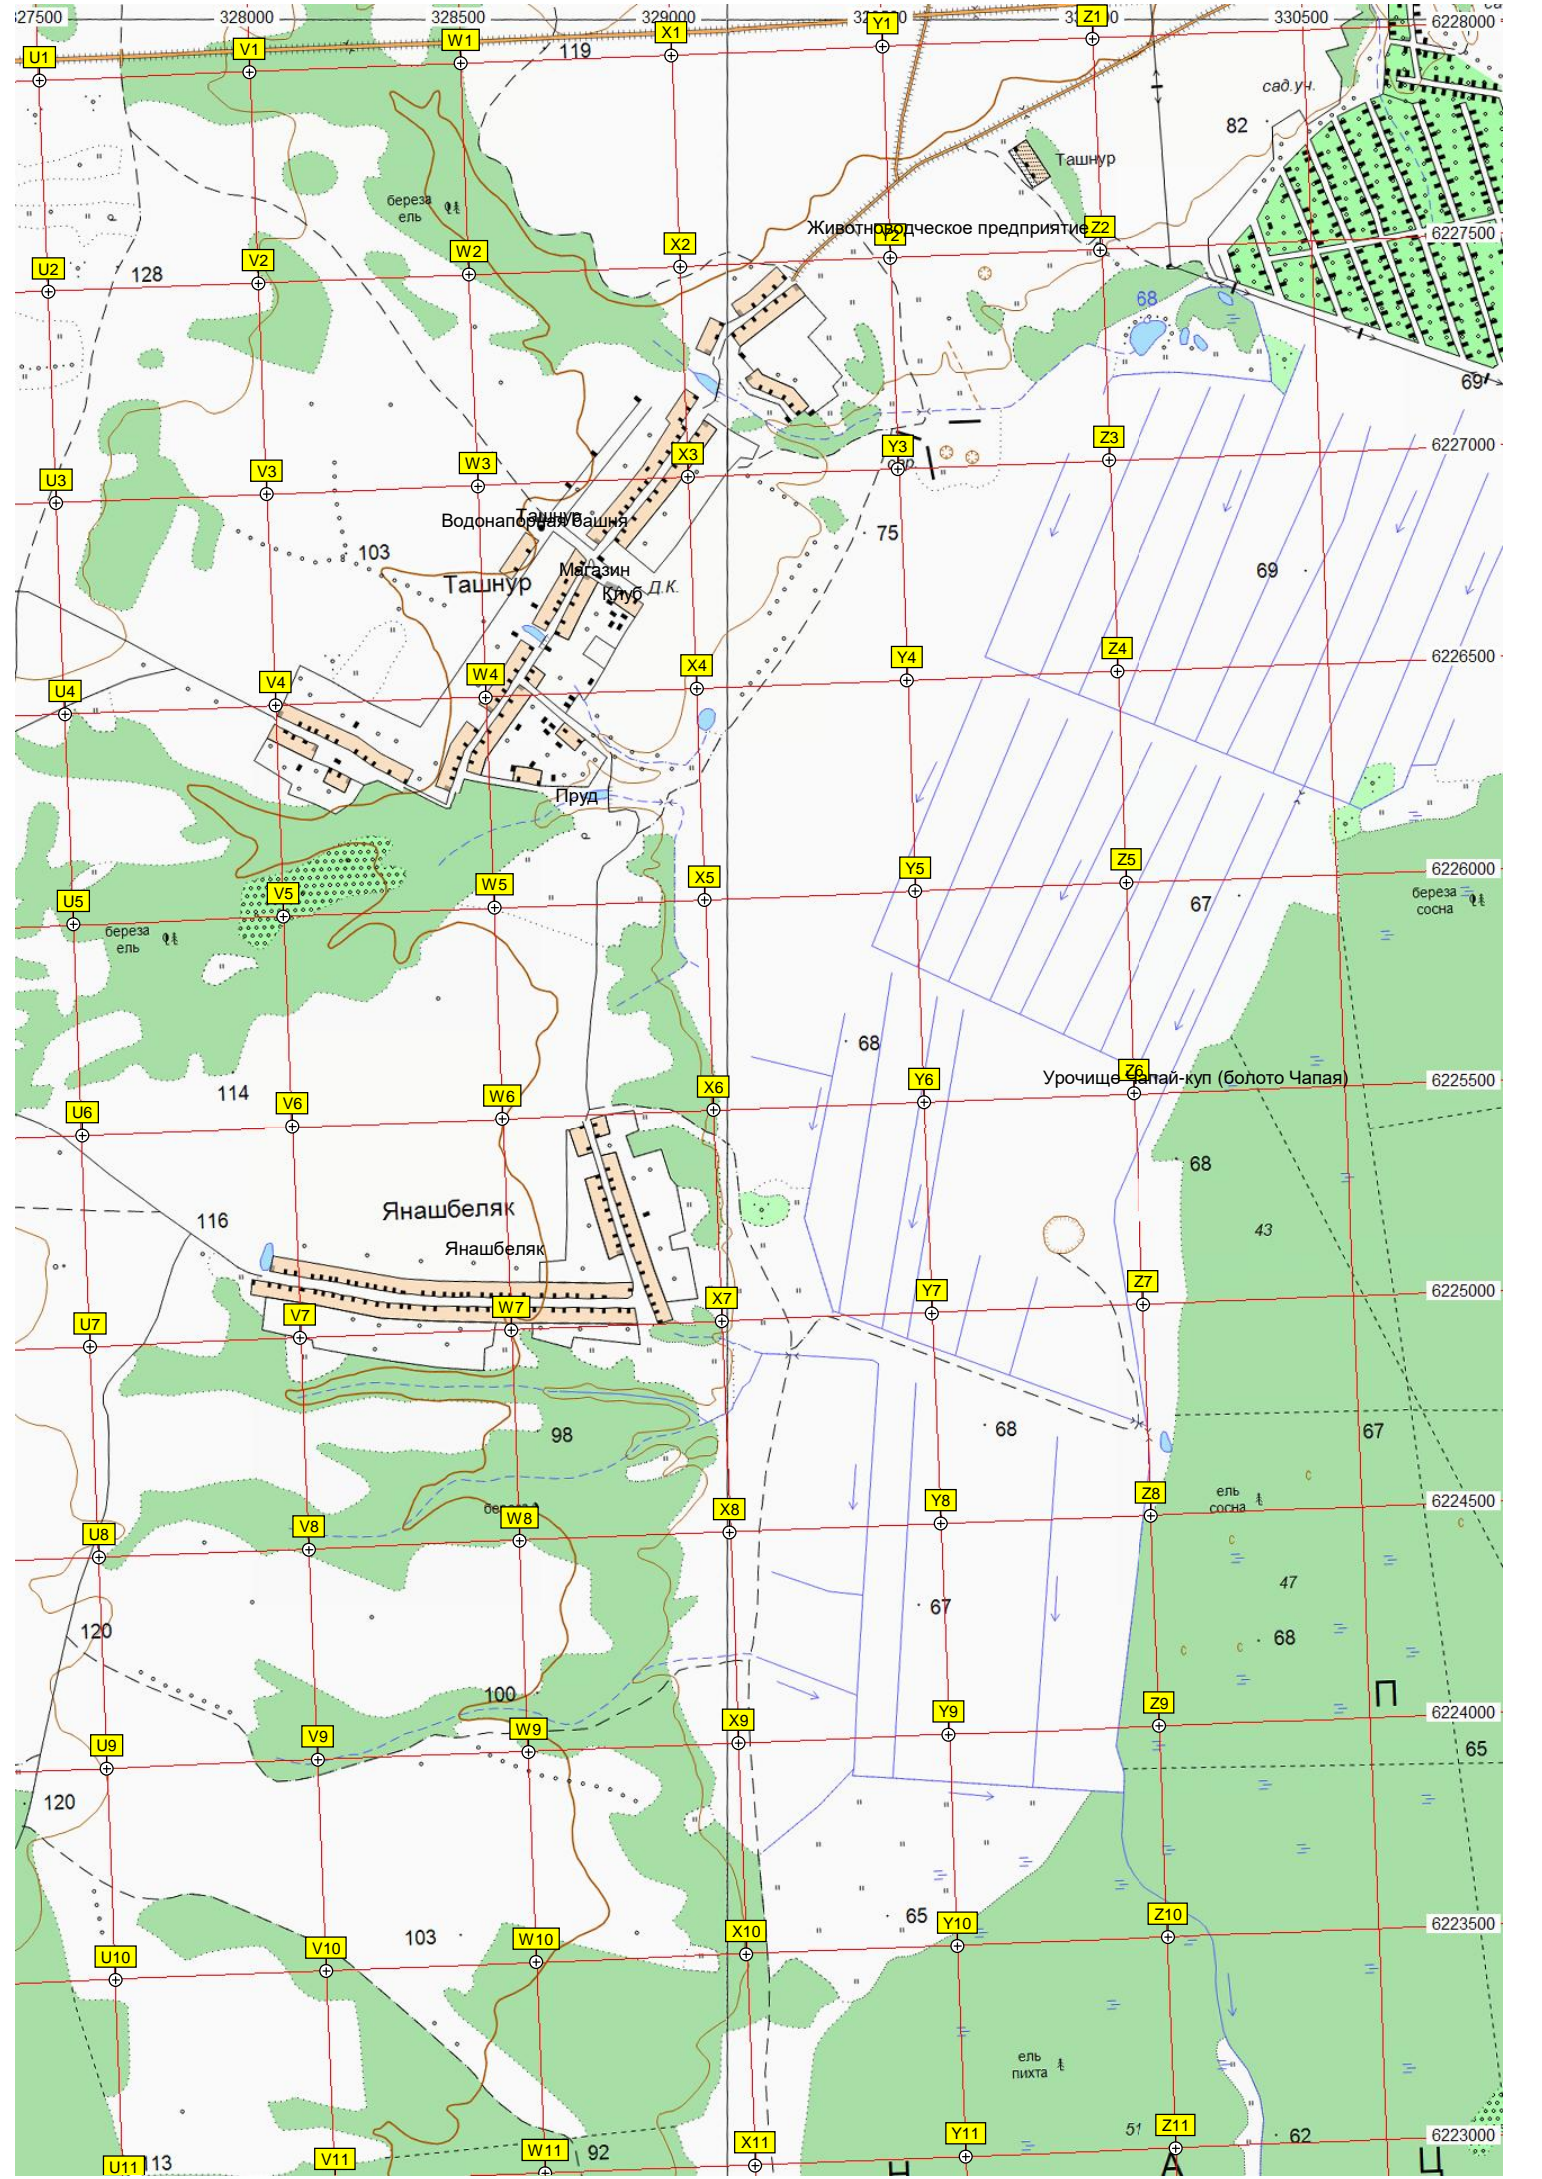 27500 328000 328500 329000 330500
6228000
U1 V1 W1 X1 Y1 Z1
119
сад.уч.
82
Ташнур
береза
ель
Животноводческое предприятие
6227500
U2 V2 W2 X2 Y2 Z2
128
68
69
6227000
U3 V3 W3 X3 Y3 Z3
Ташнур
Водонапорная башня
75
103
Магазин
69
Ташнур
Клуб
Д.К.
6226500
U4 V4 W4 X4 Y4 Z4
Пруд
6226000
U5 V5 W5 X5 Y5 Z5
береза
сосна
67
береза
ель
68
Урочище Чапай-куп (болото Чапая)
6225500
114
U6 V6 W6 X6 Y6 Z6
68
Янашбеляк
116
43
Янашбеляк
6225000
U7 V7 W7 X7 Y7 Z7
98
68
67
ель
сосна
6224500
U8 V8 W8 X8 Y8 Z8
47
67
120
68
100
П
6224000
U9 V9 W9 X9 Y9 Z9
65
120
65
6223500
103
U10 V10 W10 X10 Y10 Z10
ель
пихта
51
62
6223000
92
U11 V11 W11 X11 Y11 Z11
113
Н А Ц